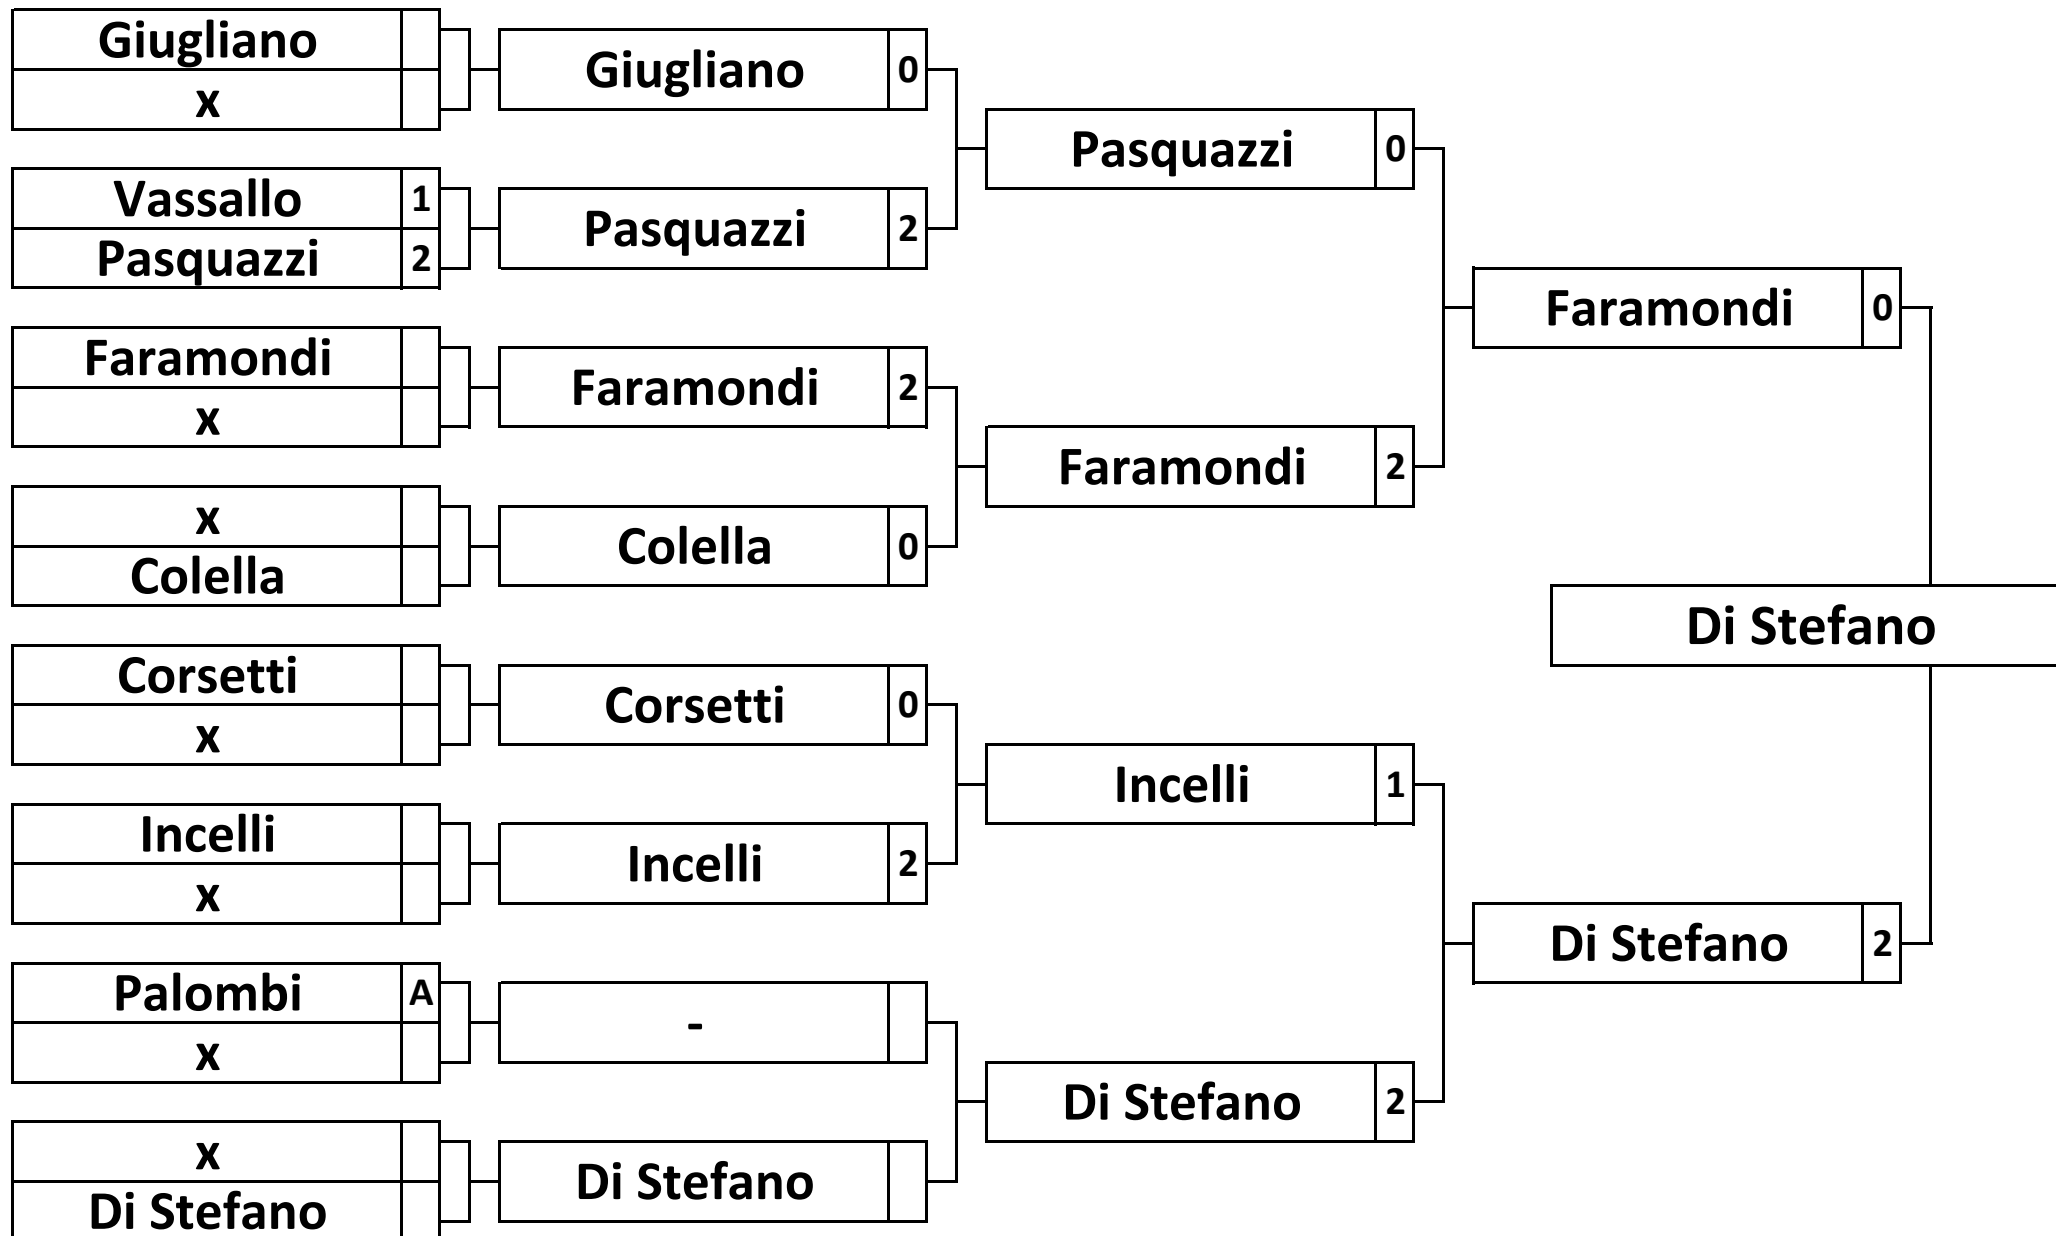 Giugliano
x
Giugliano 0
Pasquazzi 0
Vassallo 1
Pasquazzi 2
Pasquazzi 2
Faramondi 0
Faramondi
x
Faramondi 2
Faramondi 2
x
Colella
Colella 0
Di Stefano
Corsetti
x
Corsetti 0
Incelli 1
Incelli
x
Incelli 2
Di Stefano 2
Palombi A
x
-
Di Stefano 2
x
Di Stefano
Di Stefano